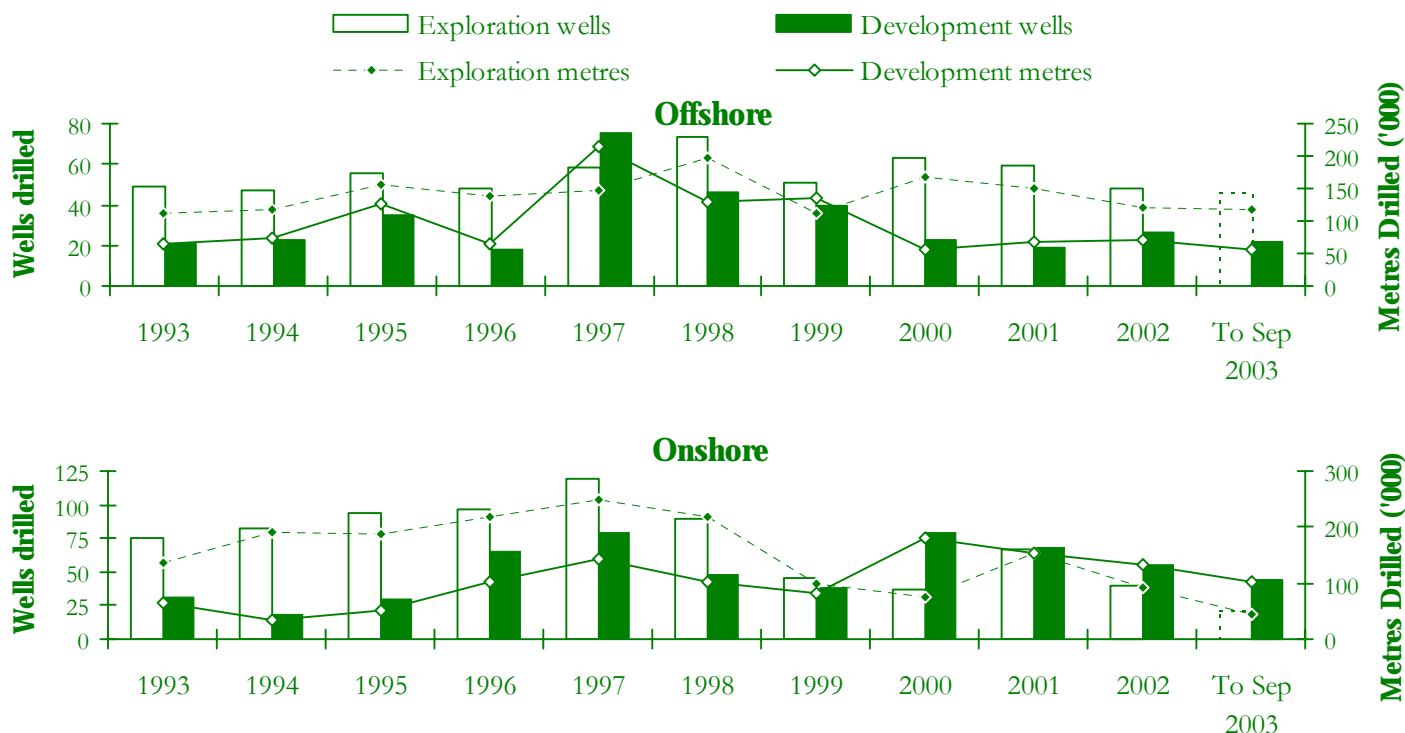 Exploration wells
Development wells
Exploration metres
Development metres
Offshore
Wells drilled
80
60
40
20
0
250
200
150
100
50
0
Metres Drilled ('000)
1993 1994 1995 1996 1997 1998 1999 2000 2001 2002 To Sep
2003
Onshore
Wells drilled
125
100
75
50
25
0
300
200
100
0
Metres Drilled ('000)
1993 1994 1995 1996 1997 1998 1999 2000 2001 2002 To Sep
2003